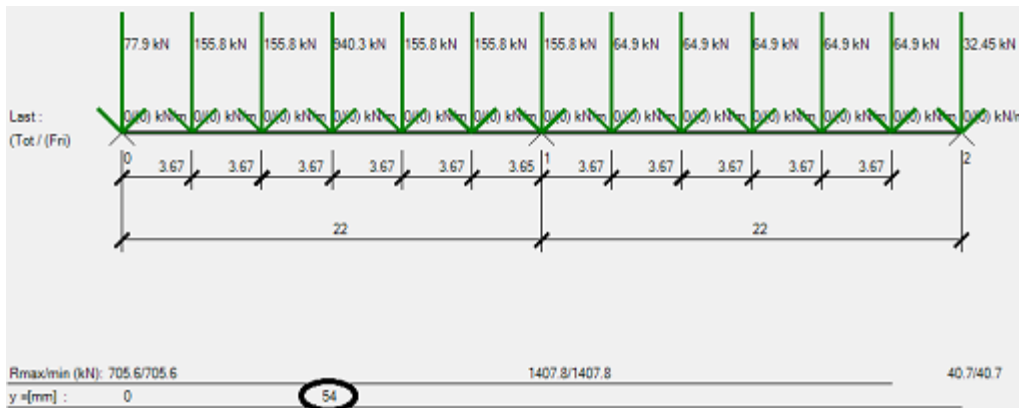 77.9 kN 155.8 kN 155.8 kN 940.3 kN 155.8 kN 155.8 kN 155.8 kN 64.9 kN 64.9 kN 64.9 kN 64.9 kN 64.9 kN 32.45 kN
Last :
(Tot / (Fri)
0 1 2
3.67 3.67 3.67 3.67 3.67 3.65 3.67 3.67 3.67 3.67 3.67
22 22
Rmax/min (kN): 705.6/705.6 1407.8/1407.8 40.7/40.7
y =[mm] : 0 54